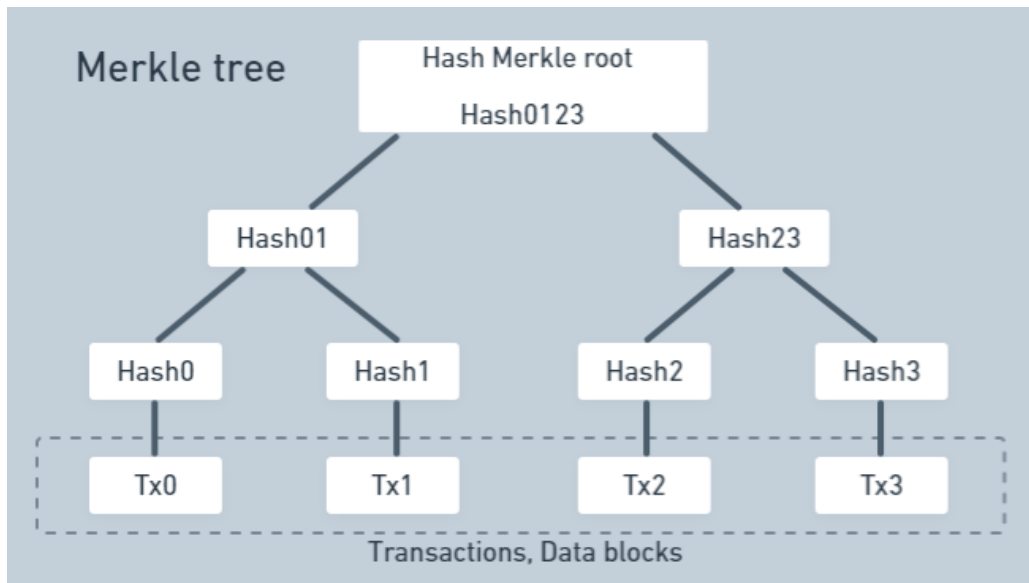 Merkle tree
Hash Merkle root
Hash0123
Hash01
Hash23
Hash0
Hash1
Hash2
Hash3
Tx0
Tx1
Tx2
Tx3
Transactions, Data blocks